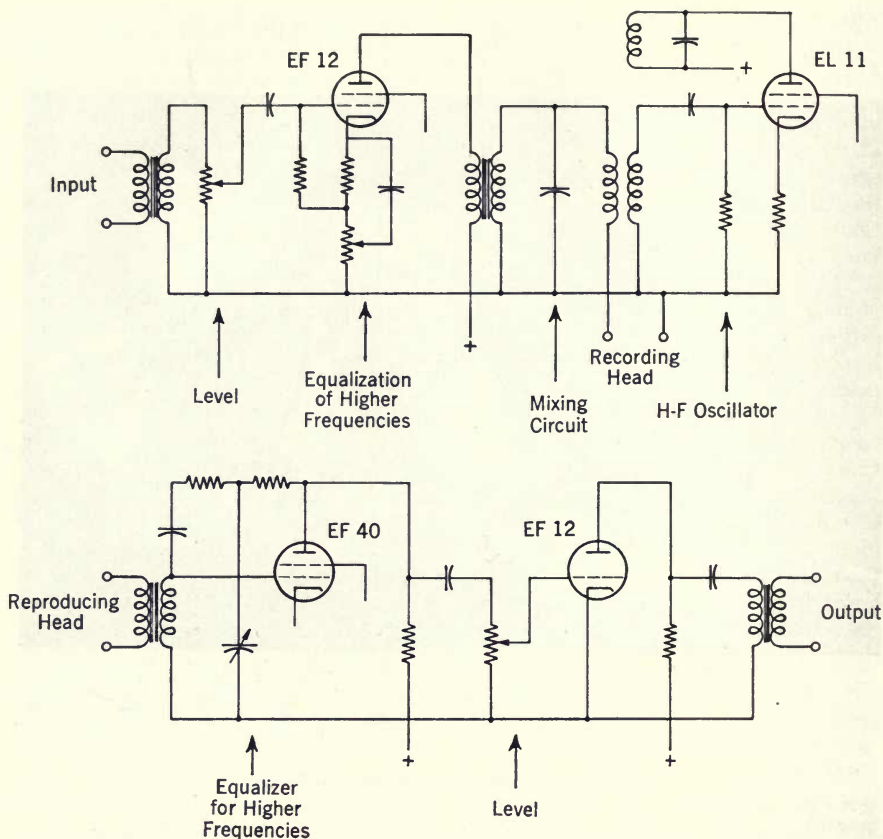 EF 12
EL 11
+
Input
+
Level
Equalization
of Higher
Frequencies
Mixing
Circuit
Recording
Head
H-F Oscillator
EF 40
EF 12
Reproducing
Head
Output
+
+
Equalizer
for Higher
Frequencies
Level